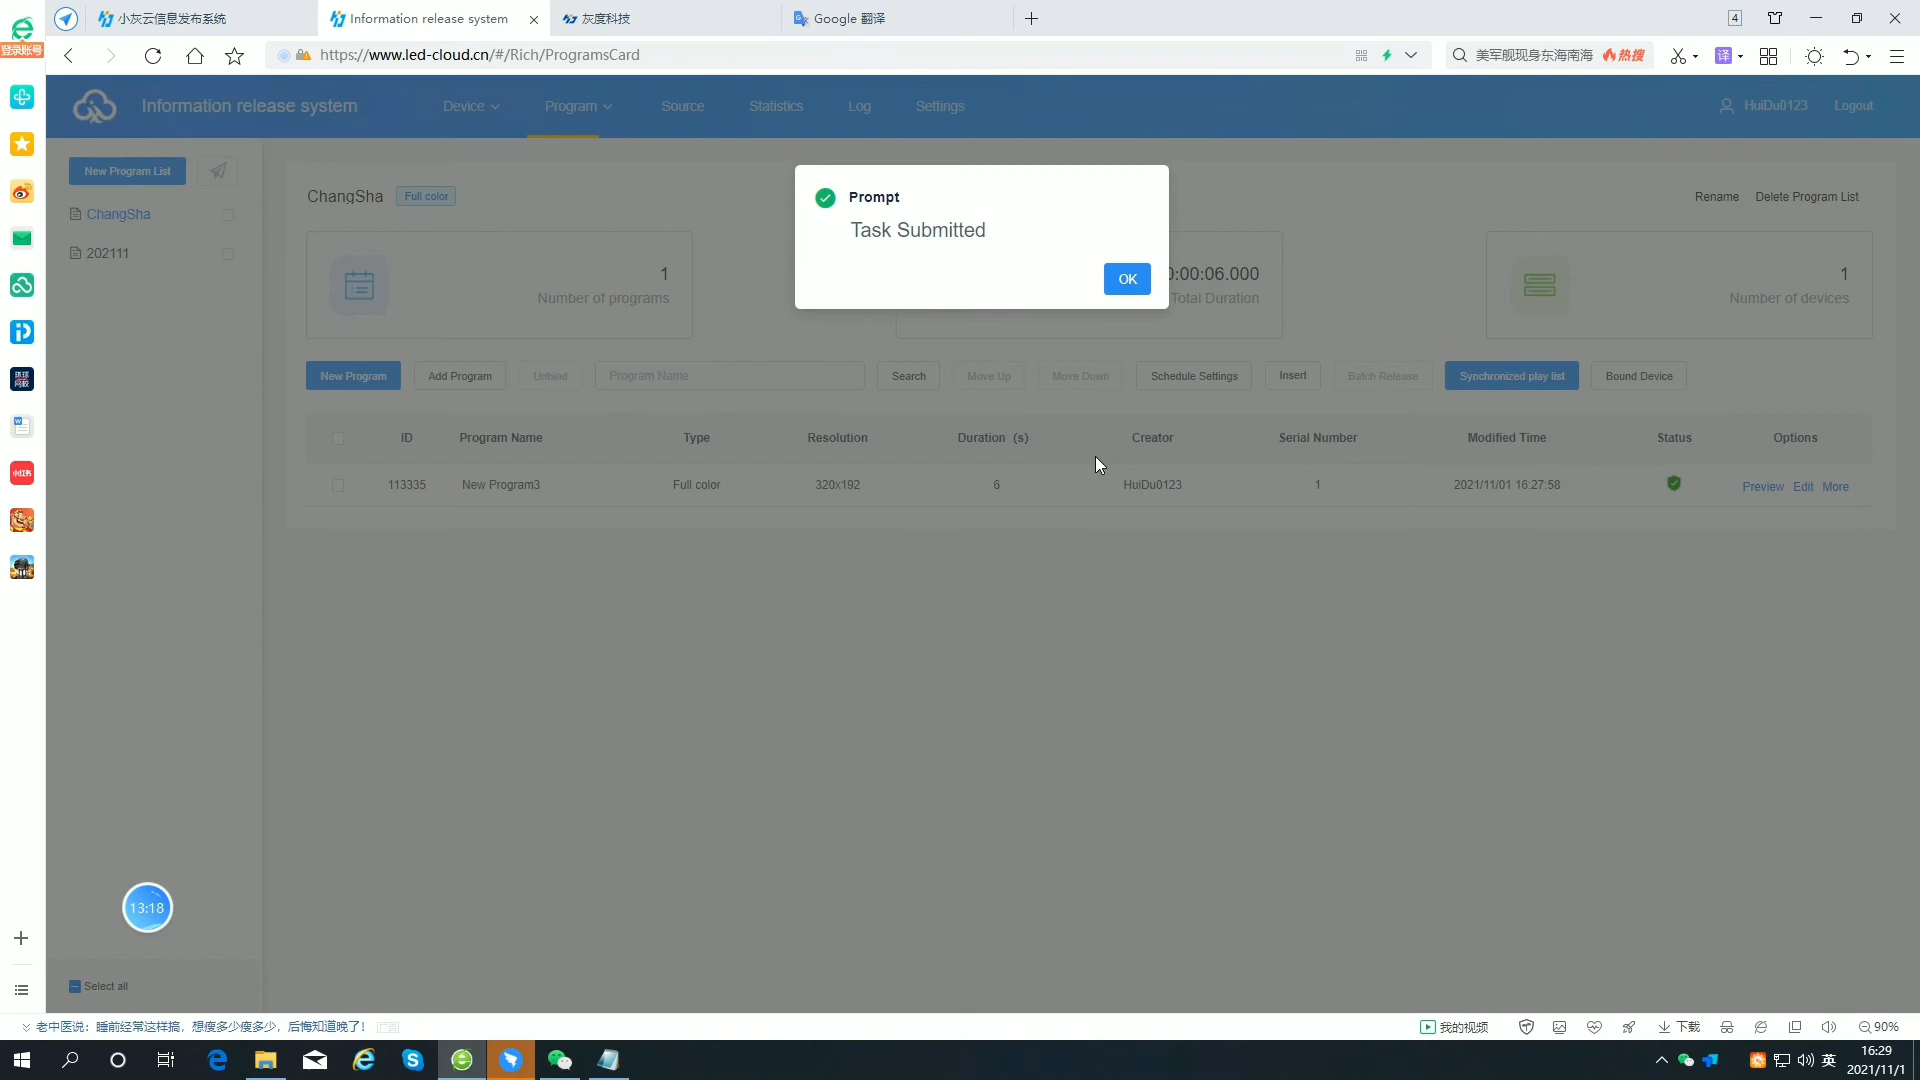 小灰云信息发布系统
Information release system
灰度科技
Google 翻译
4
登录账号
https://www.led-cloud.cn/#/Rich/ProgramsCard
美军舰现身东海南海
热搜
译
Information release system
Device
Program
Source
Statistics
Log
Settings
HuiDu0123
Logout
New Program List
ChangSha
202111
ChangSha
Full color
Rename
Delete Program List
Prompt
Task Submitted
OK
1
Number of programs
0:00:06.000
Total Duration
1
Number of devices
New Program
Add Program
Unbind
Program Name
Search
Move Up
Move Down
Schedule Settings
Insert
Batch Release
Synchronized play list
Bound Device
ID
Program Name
Type
Resolution
Duration (s)
Creator
Serial Number
Modified Time
Status
Options
113335
New Program3
Full color
320x192
6
HuiDu0123
1
2021/11/01 16:27:58
Preview
Edit
More
13:18
Select all
老中医说：睡前经常这样搞，想瘦多少瘦多少，后悔知道晚了！
我的视频
下载
90%
英
16:29
2021/11/1